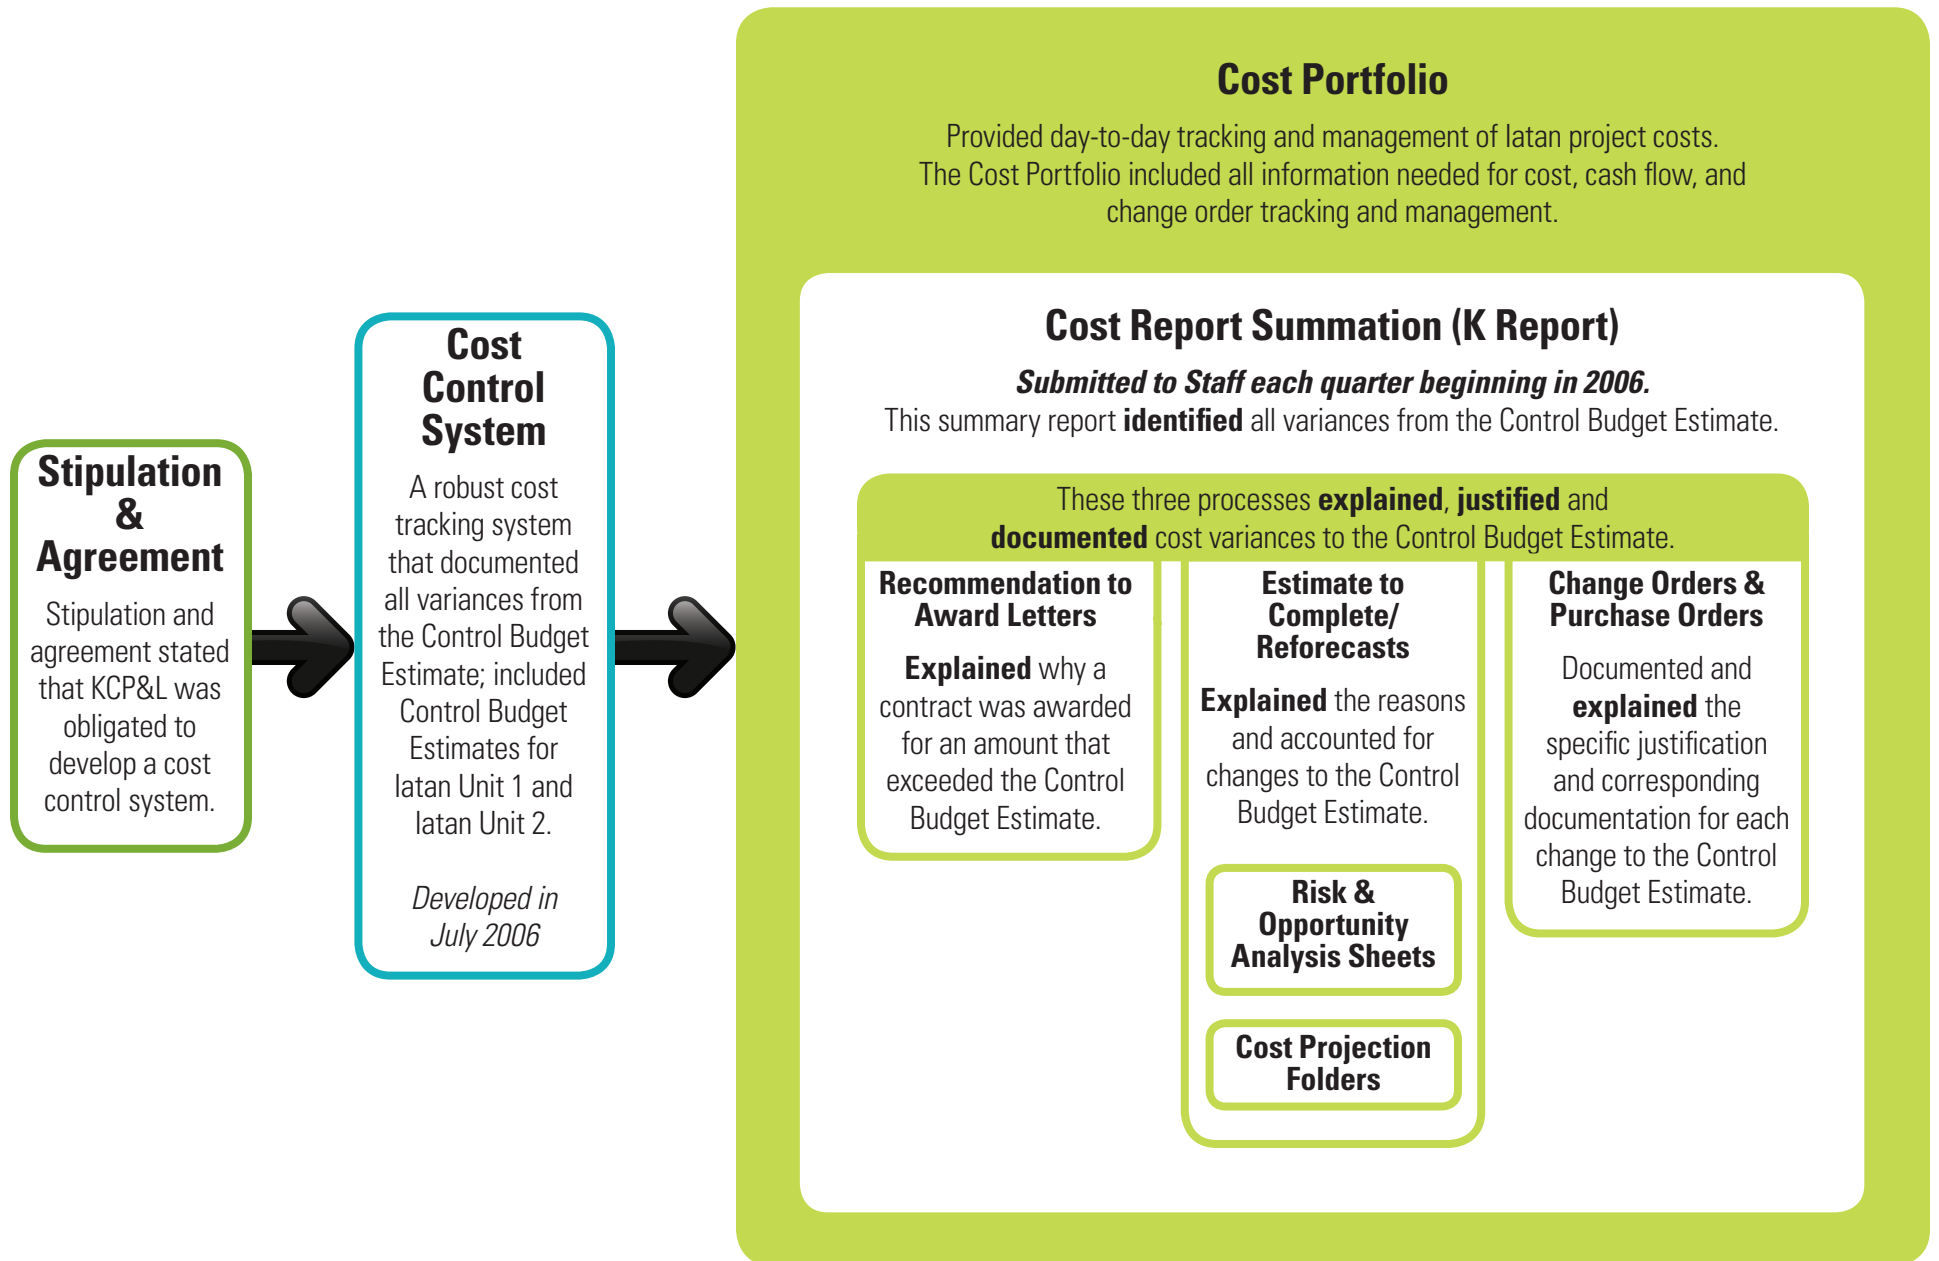 Stipulation
&
Agreement
Stipulation and
agreement stated
that KCP&L was
obligated to
develop a cost
control system.
Cost
Control
System
A robust cost
tracking system
that documented
all variances from
the Control Budget
Estimate; included
Control Budget
Estimates for
Iatan Unit 1 and
Iatan Unit 2.
Developed in
July 2006
Cost Portfolio
Provided day-to-day tracking and management of Iatan project costs.
The Cost Portfolio included all information needed for cost, cash flow, and
change order tracking and management.
Cost Report Summation (K Report)
Submitted to Staff each quarter beginning in 2006.
This summary report identified all variances from the Control Budget Estimate.
These three processes explained, justified and
documented cost variances to the Control Budget Estimate.
Recommendation to
Award Letters
Explained why a
contract was awarded
for an amount that
exceeded the Control
Budget Estimate.
Estimate to
Complete/
Reforecasts
Explained the reasons
and accounted for
changes to the Control
Budget Estimate.
Risk &
Opportunity
Analysis Sheets
Cost Projection
Folders
Change Orders &
Purchase Orders
Documented and
explained the
specific justification
and corresponding
documentation for each
change to the Control
Budget Estimate.